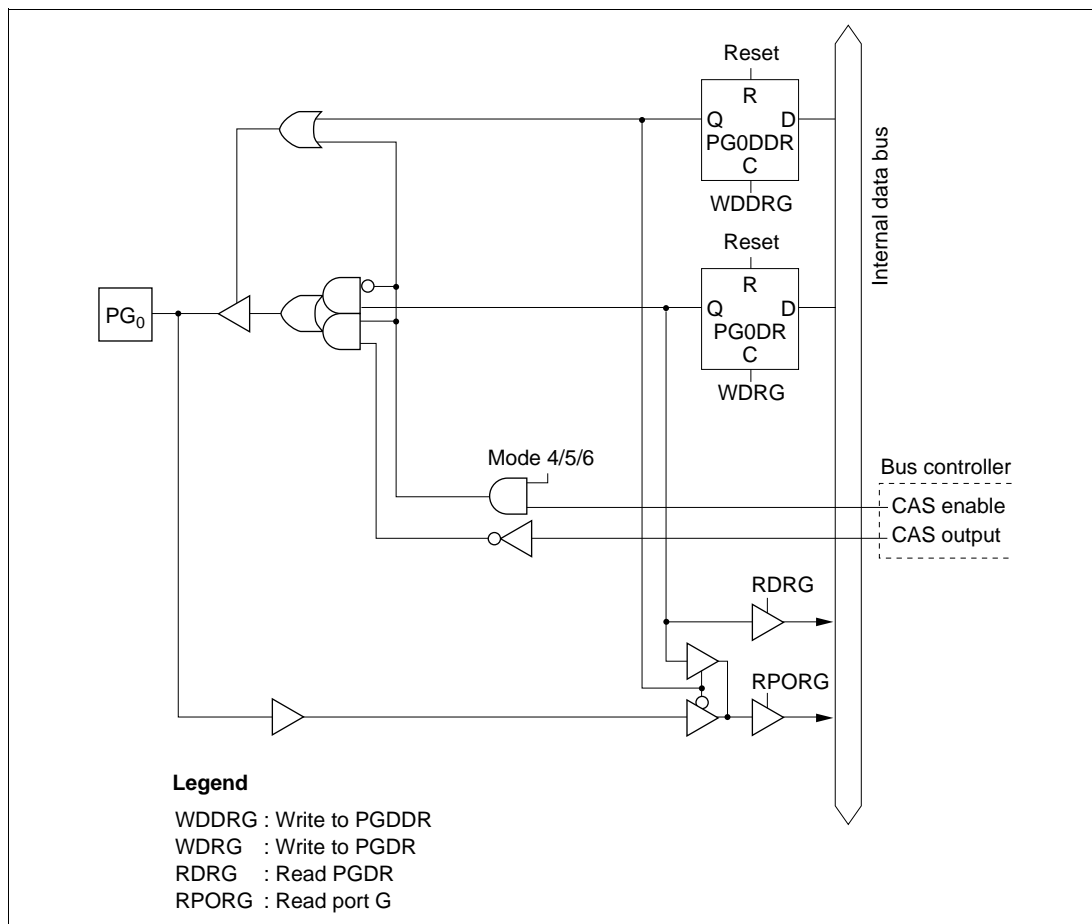 Reset
R
Q D
PG0DDR
C
WDDRG
Internal data bus
Reset
R
PG₀
Q D
PG0DR
C
WDRG
Mode 4/5/6
Bus controller
CAS enable
CAS output
RDRG
RPORG
Legend
WDDRG : Write to PGDDR
WDRG : Write to PGDR
RDRG : Read PGDR
RPORG : Read port G